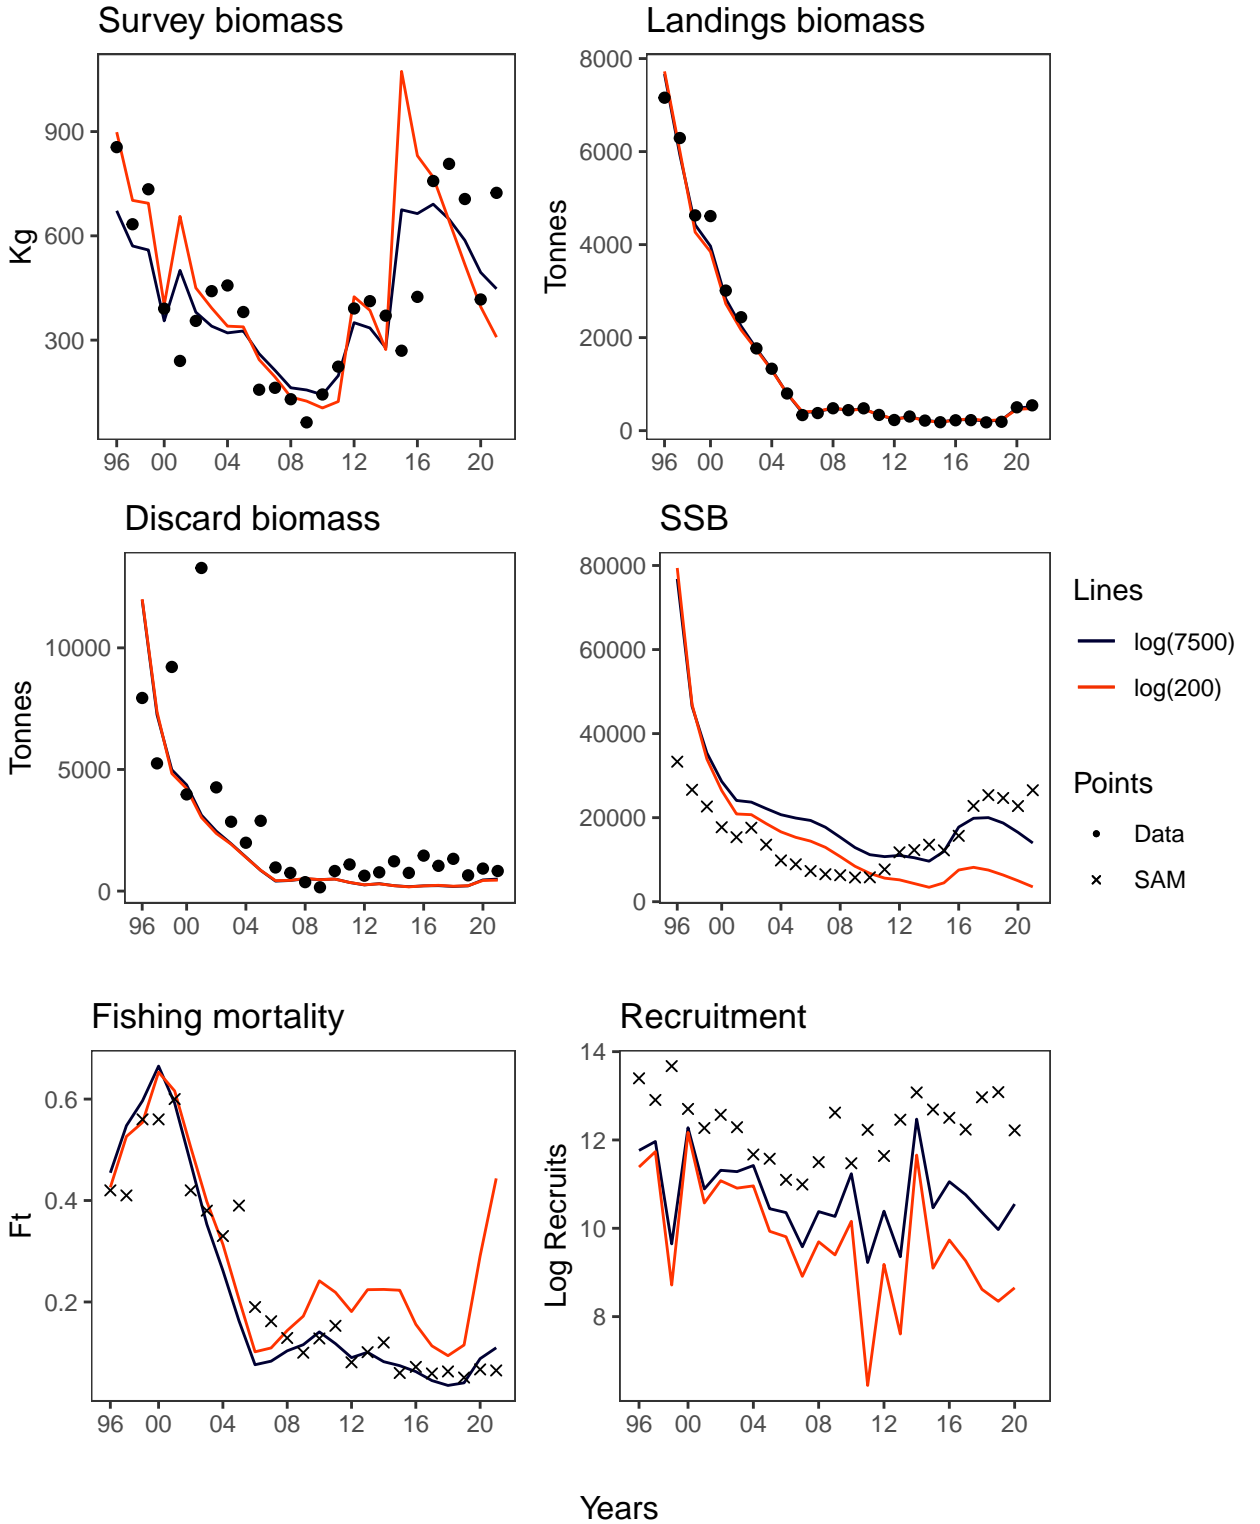 Survey biomass
Kg
900
600
300
96 00 04 08 12 16 20
Landings biomass
Tonnes
8000
6000
4000
2000
0
96 00 04 08 12 16 20
Discard biomass
Tonnes
10000
5000
0
96 00 04 08 12 16 20
SSB
80000
60000
40000
20000
0
96 00 04 08 12 16 20
Lines
log(7500)
log(200)
Points
Data
SAM
Fishing mortality
Ft
0.6
0.4
0.2
96 00 04 08 12 16 20
Recruitment
Log Recruits
14
12
10
8
96 00 04 08 12 16 20
Years